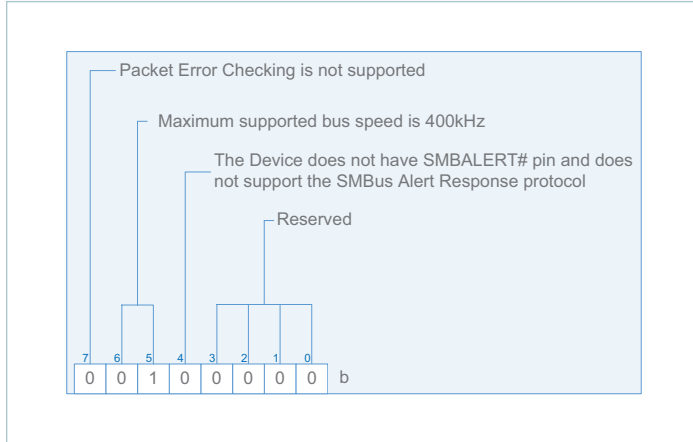 Packet Error Checking is not supported
Maximum supported bus speed is 400kHz
The Device does not have SMBALERT# pin and does
not support the SMBus Alert Response protocol
Reserved
7 6 5 4 3 2 1 0
0 0 1 0 0 0 0 0 b